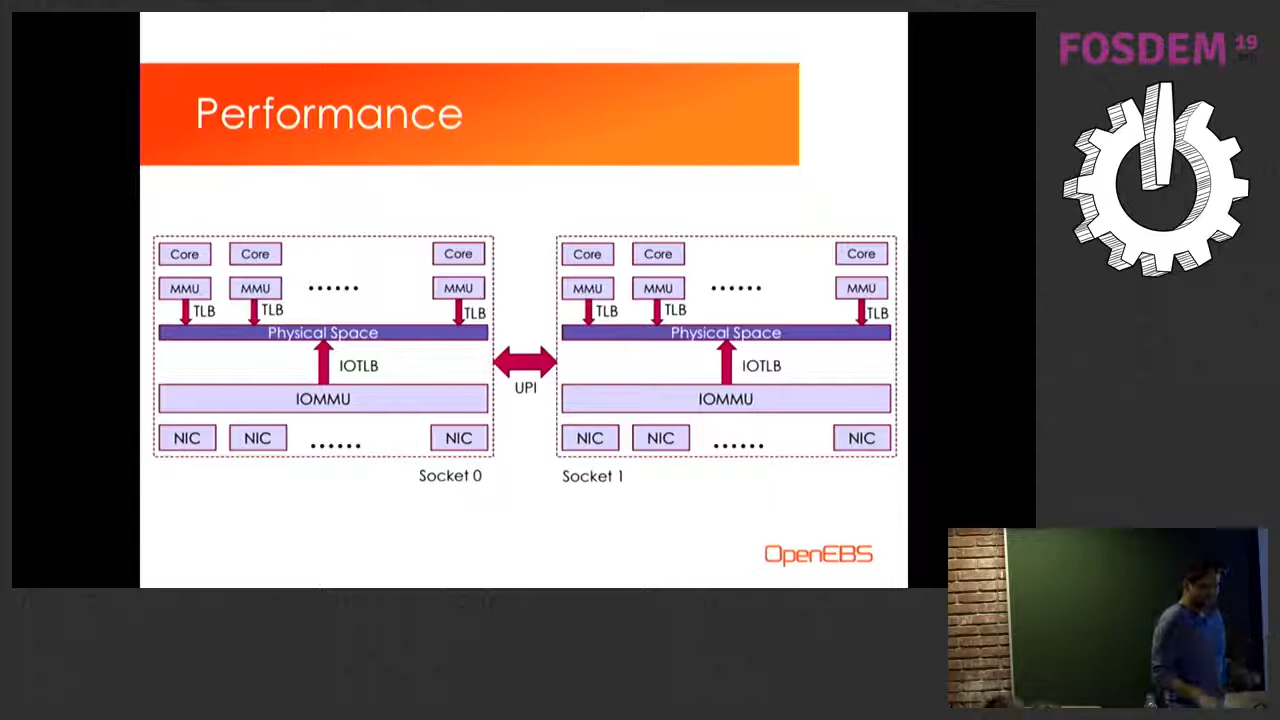 FOSDEM 19
Performance
Core Core Core Core Core Core
MMU MMU ...... MMU MMU MMU ...... MMU
TLB TLB TLB TLB TLB TLB
Physical Space Physical Space
IOTLB UPI IOTLB
IOMMU IOMMU
NIC NIC ...... NIC NIC NIC ...... NIC
Socket 0 Socket 1
OpenEBS